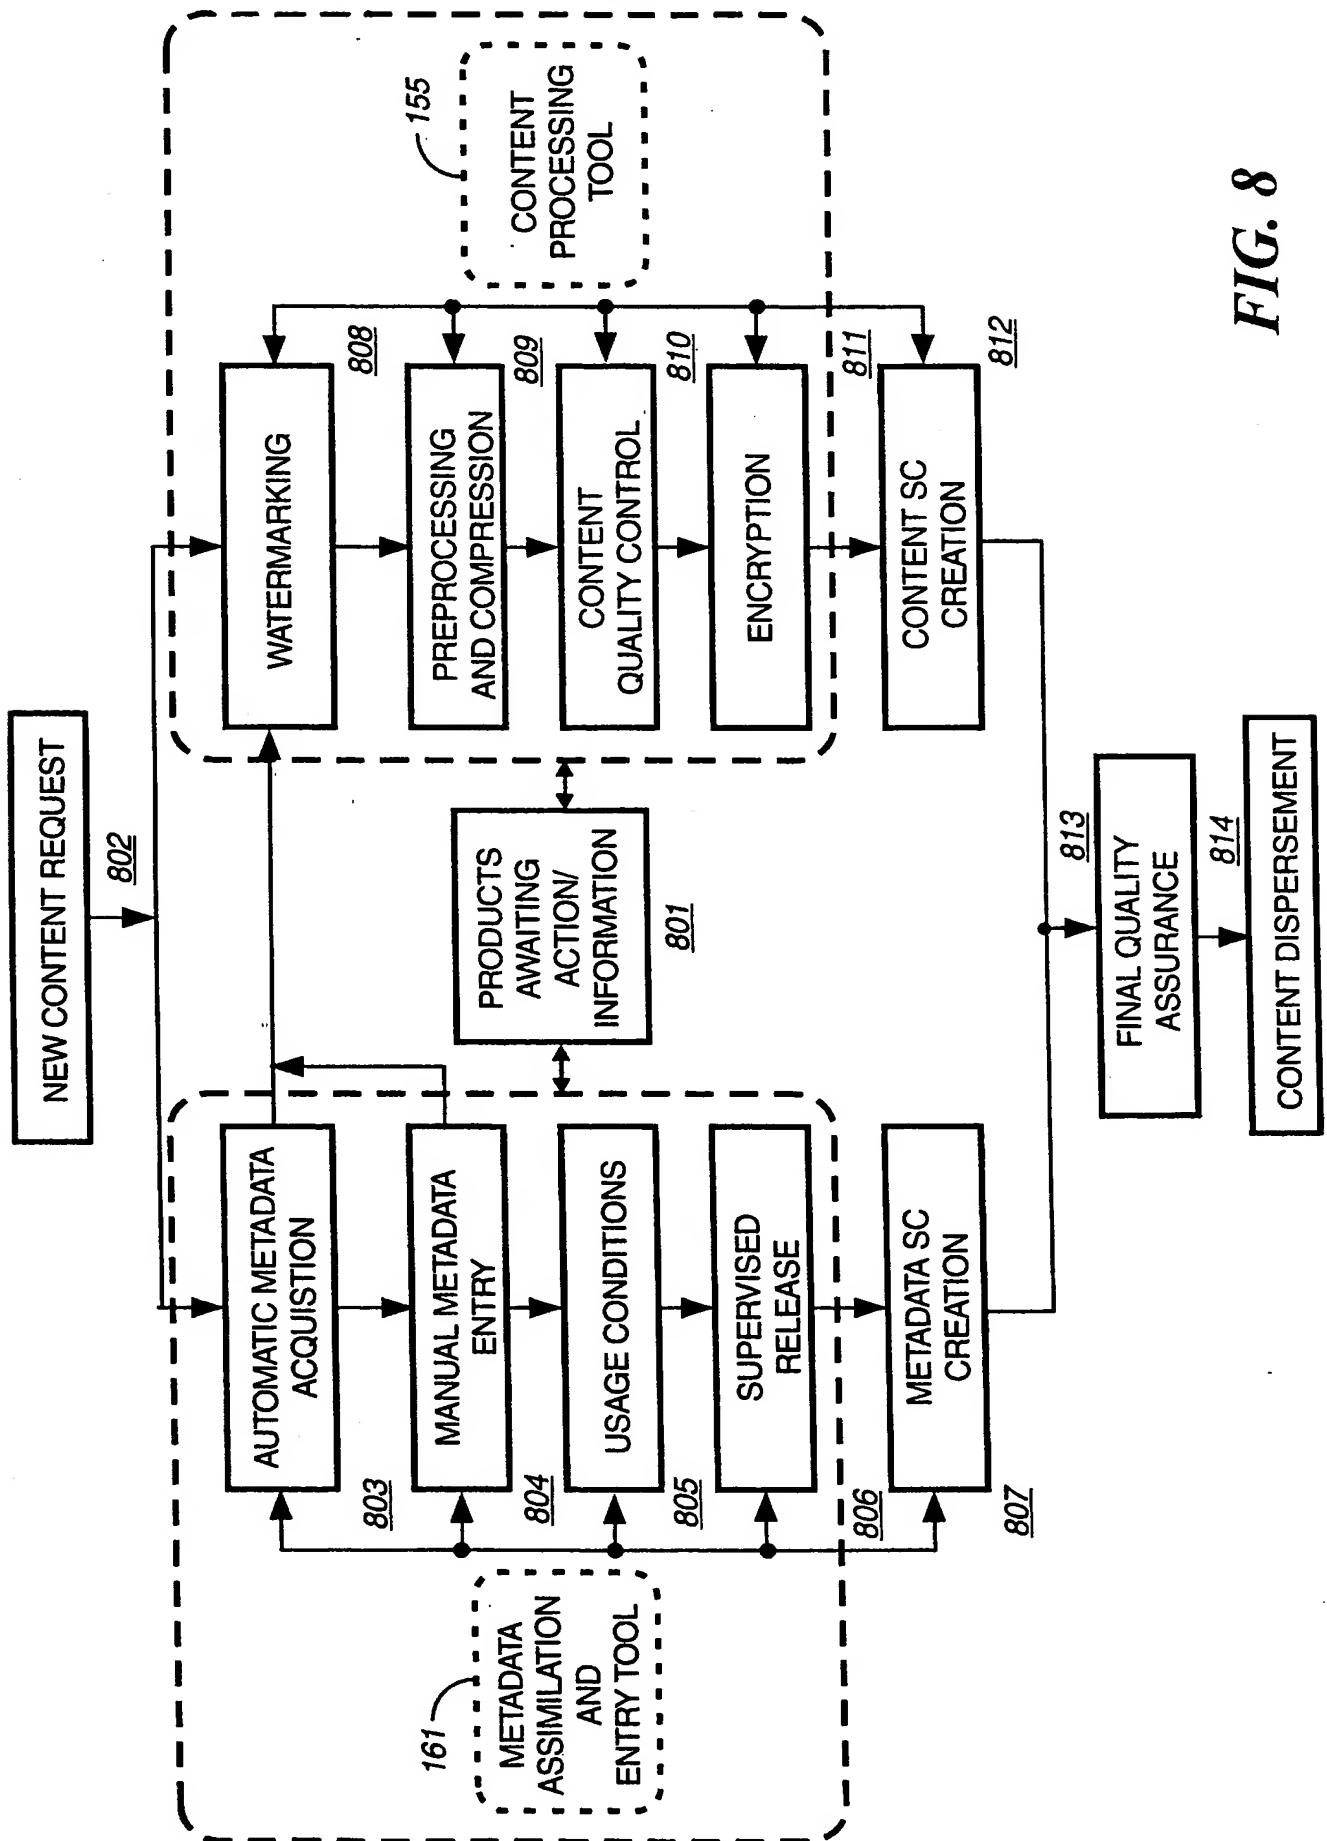 NEW CONTENT REQUEST
802
161
METADATA
ASSIMILATION
AND
ENTRY TOOL
AUTOMATIC METADATA
ACQUISTION
803
MANUAL METADATA
ENTRY
804
USAGE CONDITIONS
805
SUPERVISED
RELEASE
806
METADATA SC
CREATION
807
PRODUCTS
AWAITING
ACTION/
INFORMATION
801
WATERMARKING
808
PREPROCESSING
AND COMPRESSION
809
CONTENT
QUALITY CONTROL
810
ENCRYPTION
811
CONTENT SC
CREATION
812
155
CONTENT
PROCESSING
TOOL
813
FINAL QUALITY
ASSURANCE
814
CONTENT DISPERSEMENT
FIG. 8